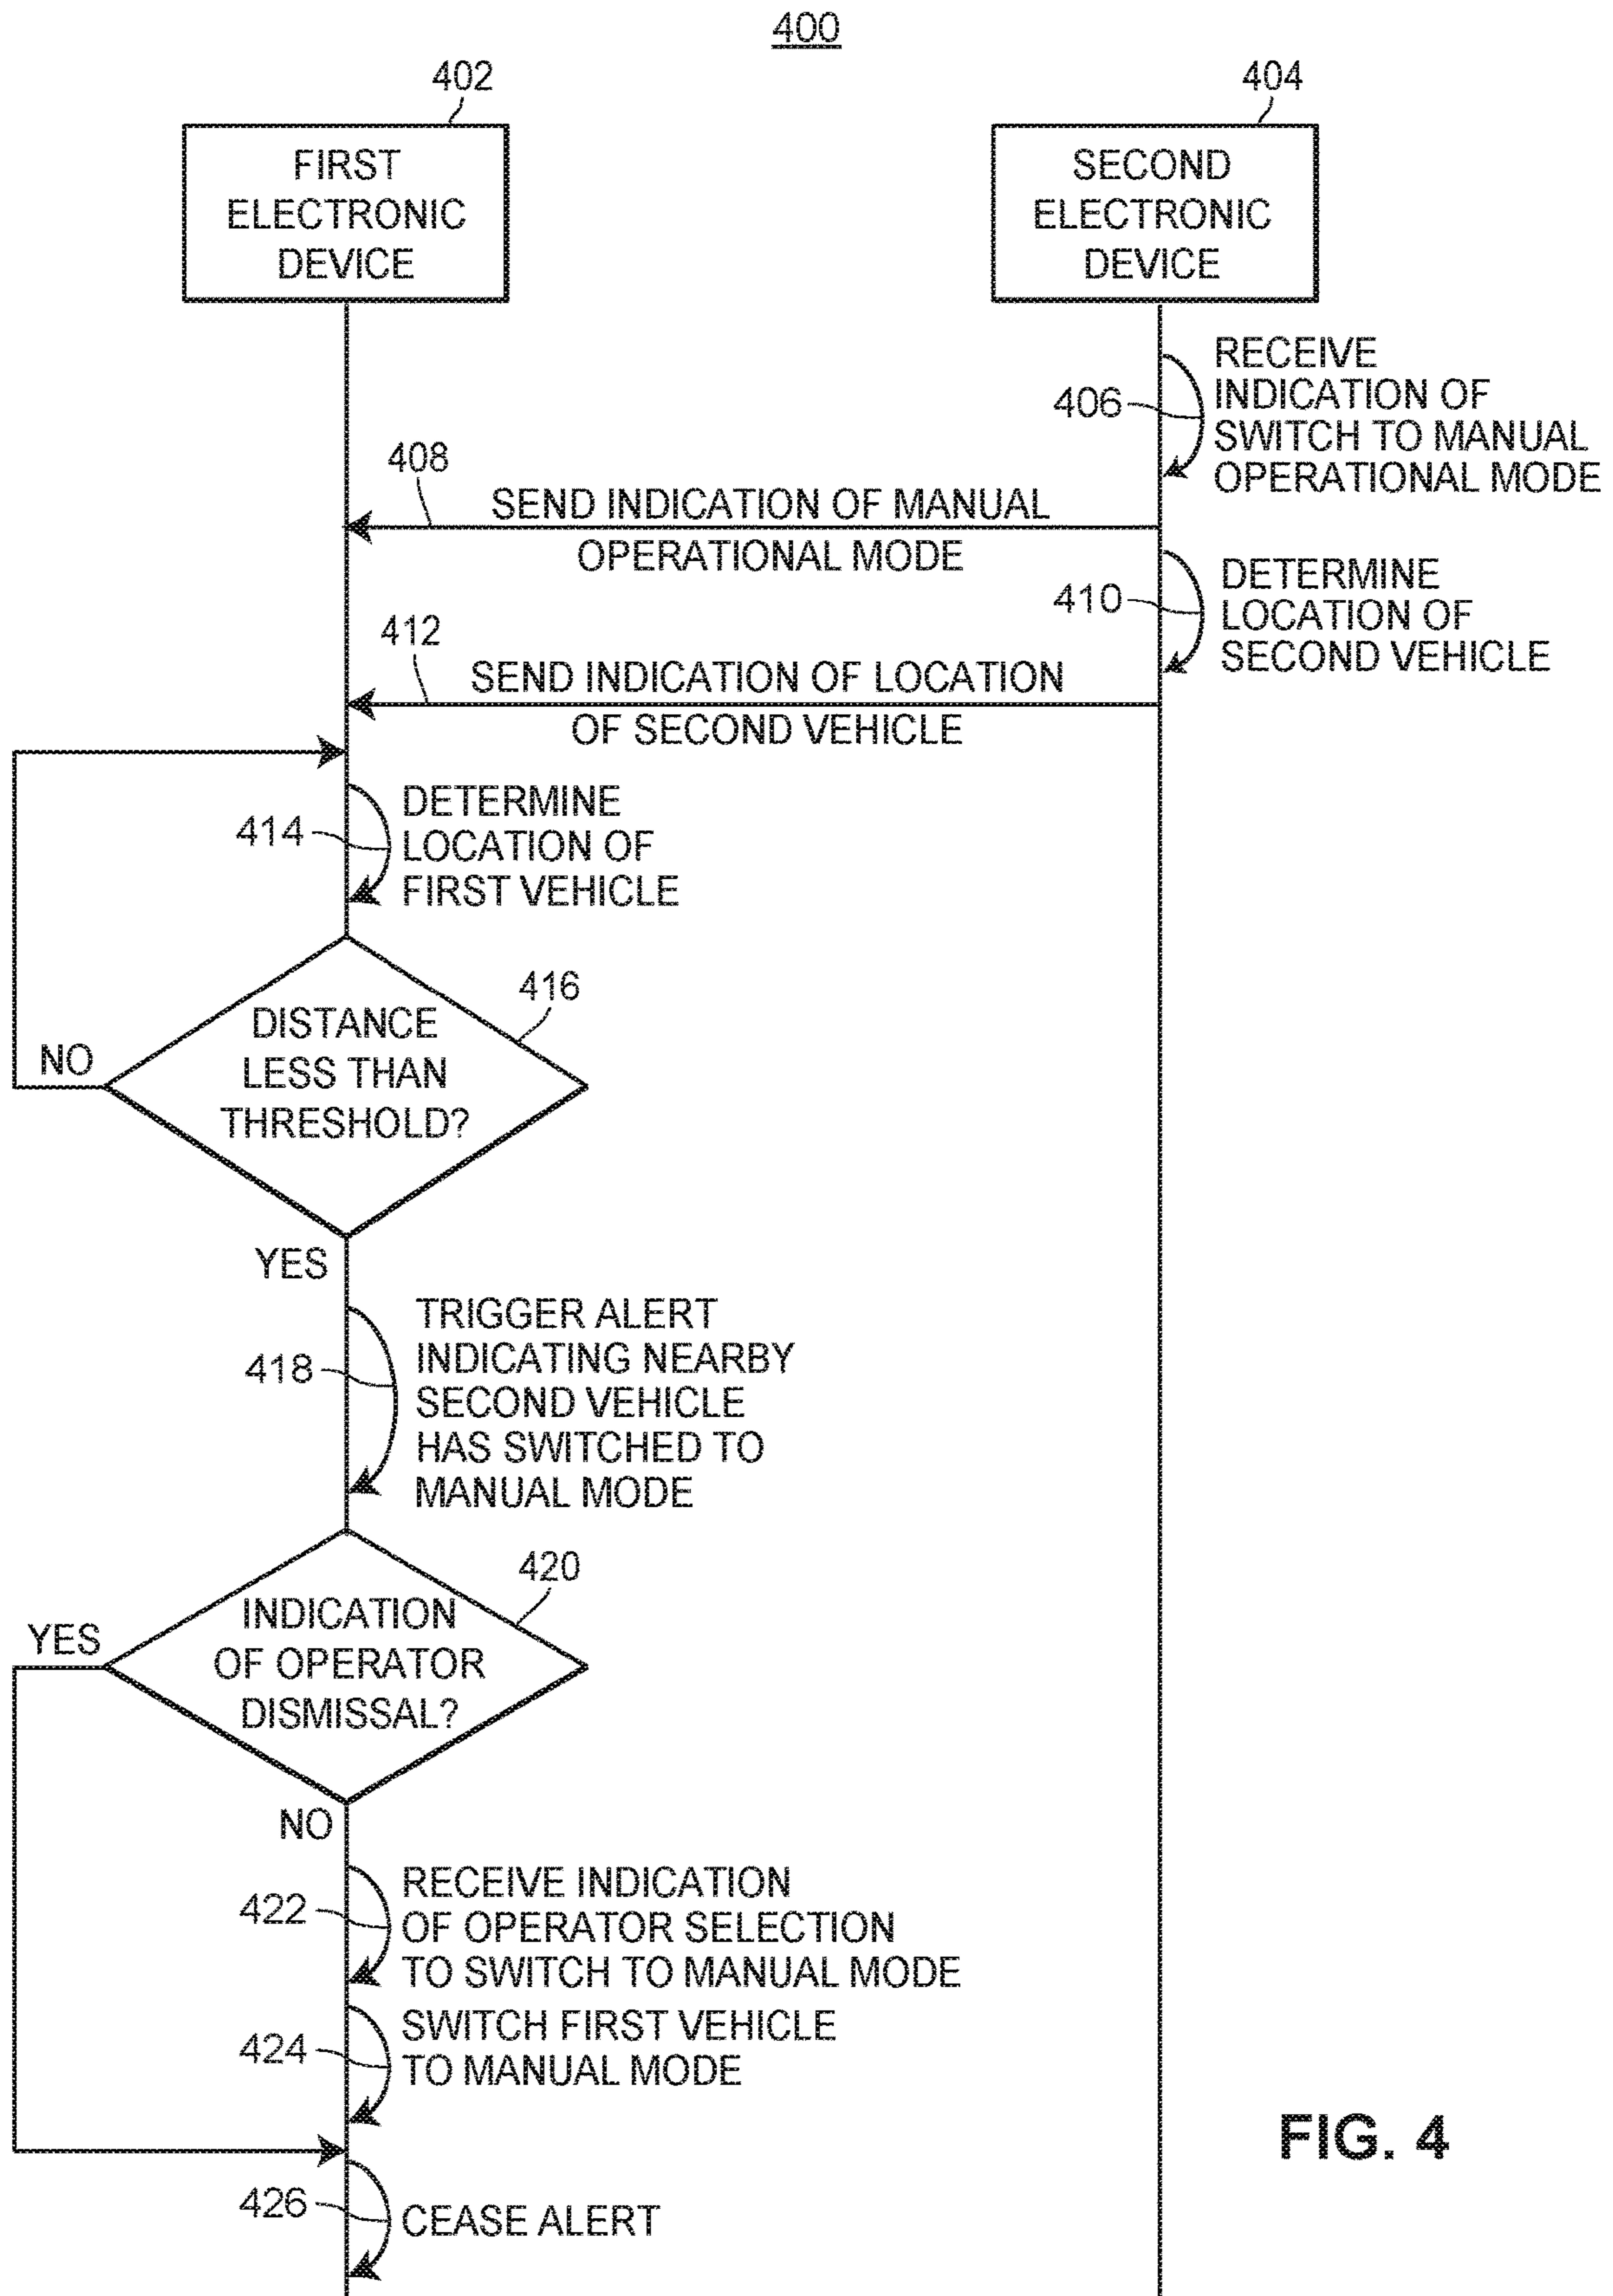 400
402
404
FIRST
ELECTRONIC
DEVICE
SECOND
ELECTRONIC
DEVICE
406
RECEIVE
INDICATION OF
SWITCH TO MANUAL
OPERATIONAL MODE
408
SEND INDICATION OF MANUAL
OPERATIONAL MODE
410
DETERMINE
LOCATION OF
SECOND VEHICLE
412
SEND INDICATION OF LOCATION
OF SECOND VEHICLE
414
DETERMINE
LOCATION OF
FIRST VEHICLE
416
DISTANCE
LESS THAN
THRESHOLD?
NO
YES
418
TRIGGER ALERT
INDICATING NEARBY
SECOND VEHICLE
HAS SWITCHED TO
MANUAL MODE
420
INDICATION
OF OPERATOR
DISMISSAL?
YES
NO
422
RECEIVE INDICATION
OF OPERATOR SELECTION
TO SWITCH TO MANUAL MODE
424
SWITCH FIRST VEHICLE
TO MANUAL MODE
426
CEASE ALERT
FIG. 4